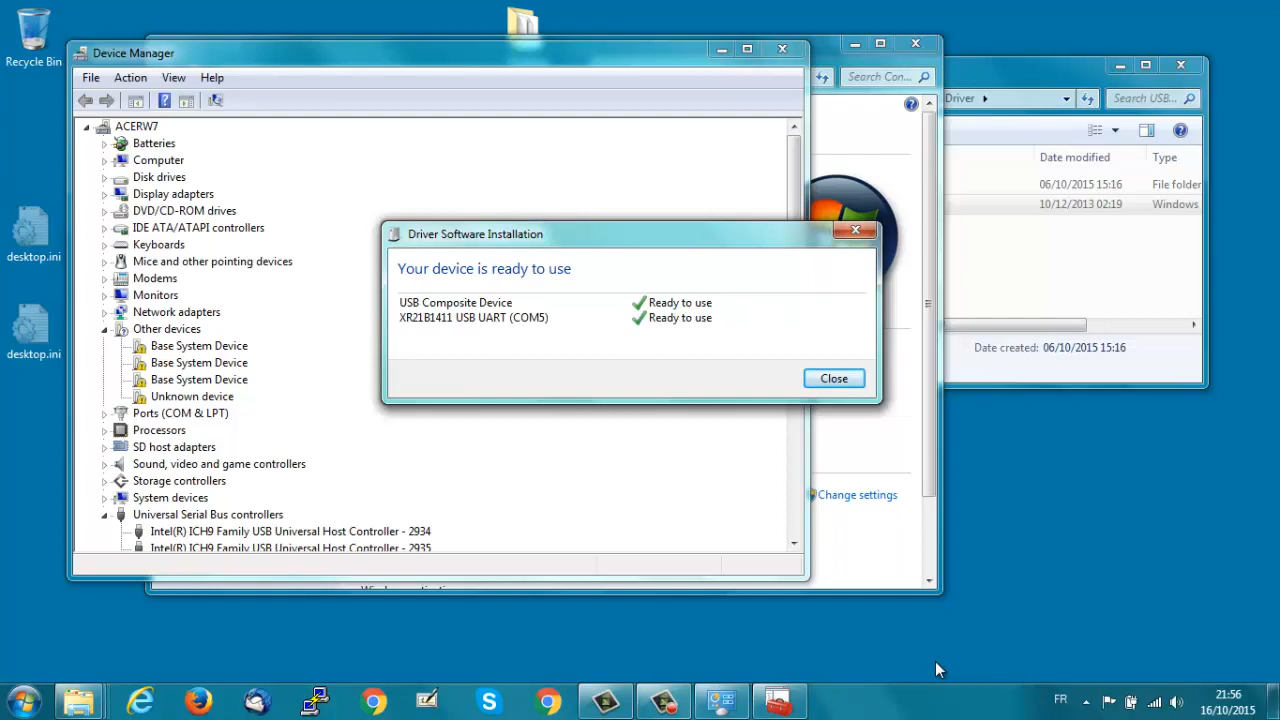 Recycle Bin
desktop.ini
desktop.ini
Device Manager
File Action View Help
ACERW7
Batteries
Computer
Disk drives
Display adapters
DVD/CD-ROM drives
IDE ATA/ATAPI controllers
Keyboards
Mice and other pointing devices
Modems
Monitors
Network adapters
Other devices
Base System Device
Base System Device
Base System Device
Unknown device
Ports (COM & LPT)
Processors
SD host adapters
Sound, video and game controllers
Storage controllers
System devices
Universal Serial Bus controllers
Intel(R) ICH9 Family USB Universal Host Controller - 2934
Intel(R) ICH9 Family USB Universal Host Controller - 2935
Driver Software Installation
Your device is ready to use
USB Composite Device Ready to use
XR21B1411 USB UART (COM5) Ready to use
Close
Search Con...
Change settings
Driver
Search USB...
Date modified Type
06/10/2015 15:16 File folder
10/12/2013 02:19 Windows
Date created: 06/10/2015 15:16
FR
21:56
16/10/2015